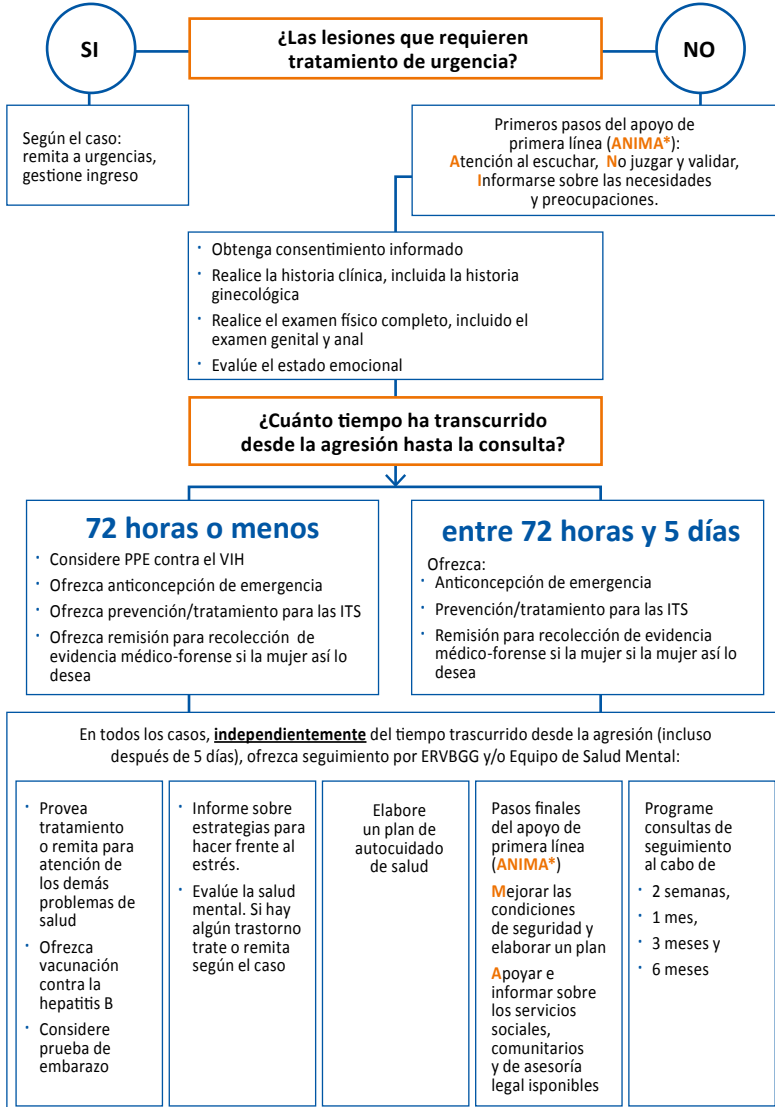 SI
¿Las lesiones que requieren
tratamiento de urgencia?
NO
Según el caso:
remita a urgencias,
gestione ingreso
Primeros pasos del apoyo de
primera línea (ANIMA*):
Atención al escuchar, No juzgar y validar,
Informarse sobre las necesidades
y preocupaciones.
· Obtenga consentimiento informado
· Realice la historia clínica, incluida la historia
ginecológica
· Realice el examen físico completo, incluido el
examen genital y anal
· Evalúe el estado emocional
¿Cuánto tiempo ha transcurrido
desde la agresión hasta la consulta?
72 horas o menos
· Considere PPE contra el VIH
· Ofrezca anticoncepción de emergencia
· Ofrezca prevención/tratamiento para las ITS
· Ofrezca remisión para recolección de
evidencia médico-forense si la mujer así lo
desea
entre 72 horas y 5 días
Ofrezca:
· Anticoncepción de emergencia
· Prevención/tratamiento para las ITS
· Remisión para recolección de evidencia
médico-forense si la mujer si la mujer así lo
desea
En todos los casos, independientemente del tiempo trascurrido desde la agresión (incluso
después de 5 días), ofrezca seguimiento por ERVBGG y/o Equipo de Salud Mental:
· Provea
tratamiento
o remita para
atención de
los demás
problemas de
salud
· Ofrezca
vacunación
contra la
hepatitis B
· Considere
prueba de
embarazo
· Informe sobre
estrategias para
hacer frente al
estrés.
· Evalúe la salud
mental. Si hay
algún trastorno
trate o remita
según el caso
Elabore
un plan de
autocuidado
de salud
Pasos finales
del apoyo de
primera línea
(ANIMA*)
Mejorar las
condiciones
de seguridad y
elaborar un plan
Apoyar e
informar sobre
los servicios
sociales,
comunitarios
y de asesoría
legal isponibles
Programe
consultas de
seguimiento
al cabo de
· 2 semanas,
· 1 mes,
· 3 meses y
· 6 meses